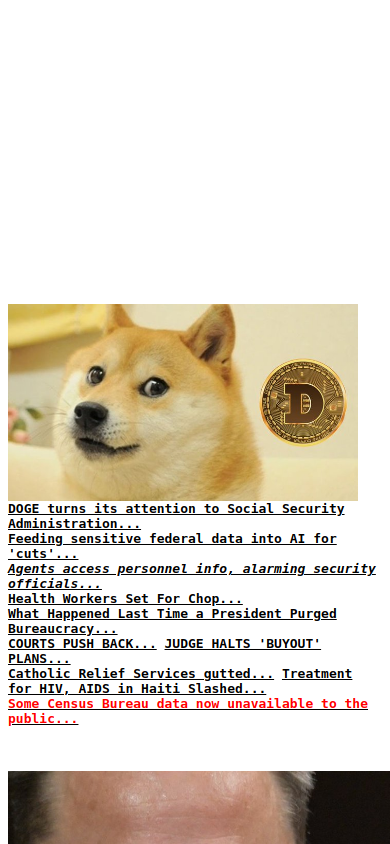 D
DOGE turns its attention to Social Security
Administration...
Feeding sensitive federal data into AI for
'cuts'...
Agents access personnel info, alarming security
officials...
Health Workers Set For Chop...
What Happened Last Time a President Purged
Bureaucracy...
COURTS PUSH BACK... JUDGE HALTS 'BUYOUT'
PLANS...
Catholic Relief Services gutted... Treatment
for HIV, AIDS in Haiti Slashed...
Some Census Bureau data now unavailable to the
public...